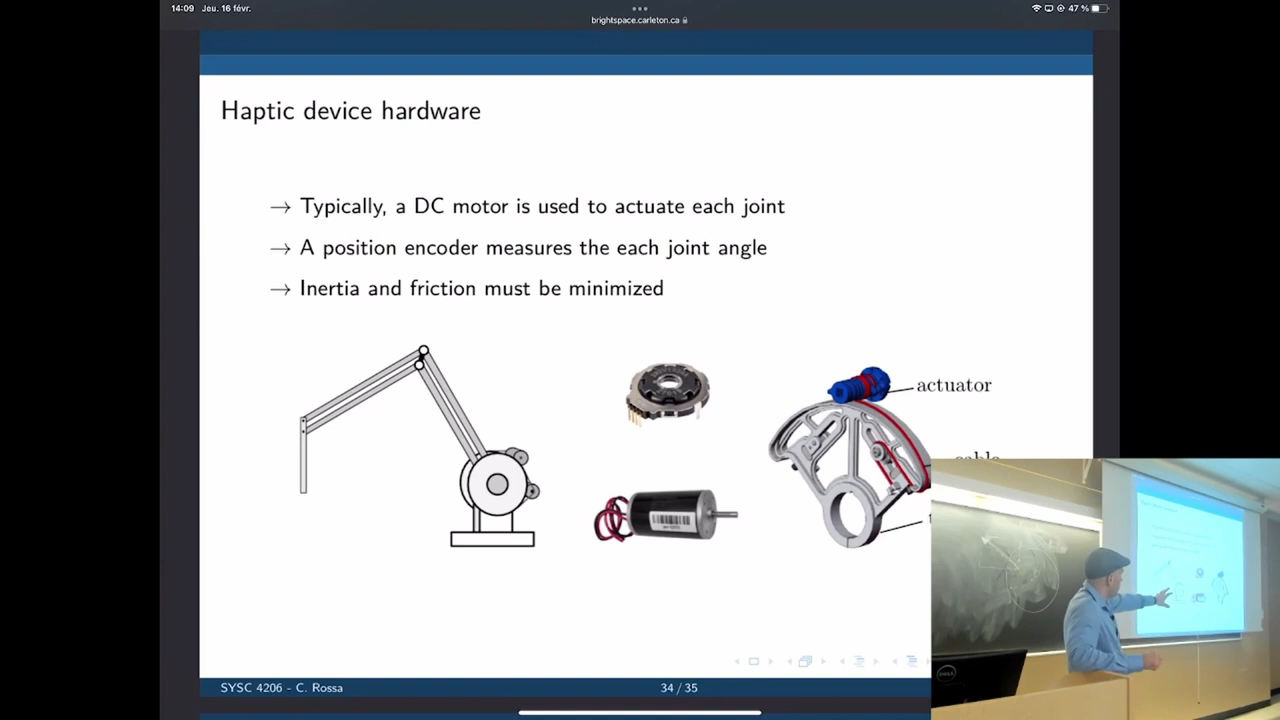 14:09 Jeu. 16 févr.
47 %
brightspace.carleton.ca
Haptic device hardware
→ Typically, a DC motor is used to actuate each joint
→ A position encoder measures the each joint angle
→ Inertia and friction must be minimized
actuator
cable
SYSC 4206 - C. Rossa
34 / 35